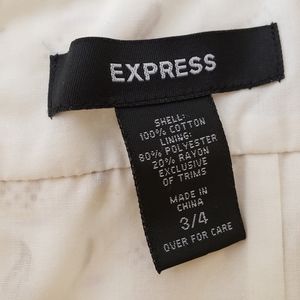 EXPRESS
SHELL:
100% COTTON
LINING:
80% POLYESTER
20% RAYON
EXCLUSIVE
OF TRIMS
MADE IN
CHINA
3/4
OVER FOR CARE